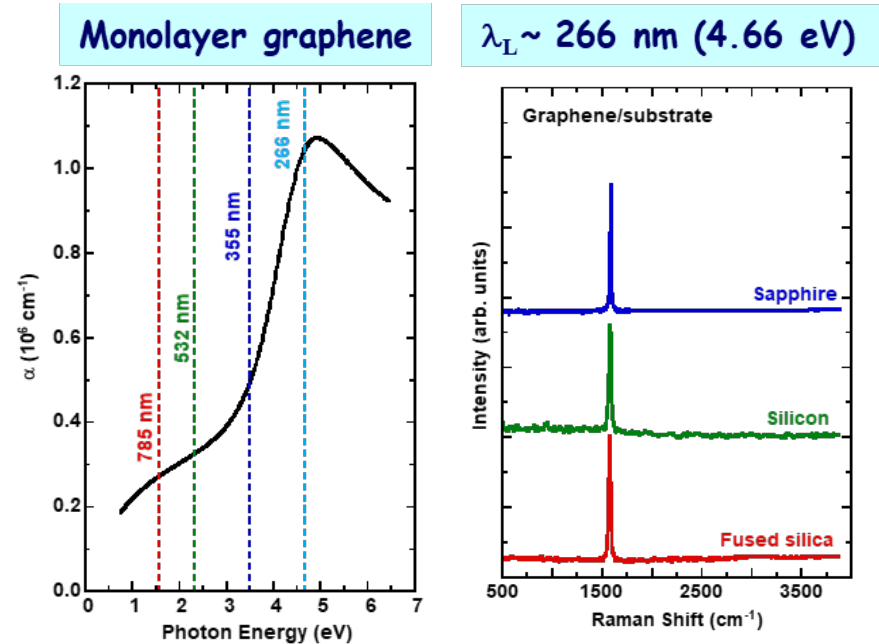 Monolayer graphene
λL ~ 266 nm (4.66 eV)
1.2
1.0
0.8
0.6
0.4
0.2
0.0
α (10⁶ cm⁻¹)
785 nm
532 nm
355 nm
266 nm
0 1 2 3 4 5 6 7
Photon Energy (eV)
Graphene/substrate
Intensity (arb. units)
Sapphire
Silicon
Fused silica
500 1500 2500 3500
Raman Shift (cm⁻¹)